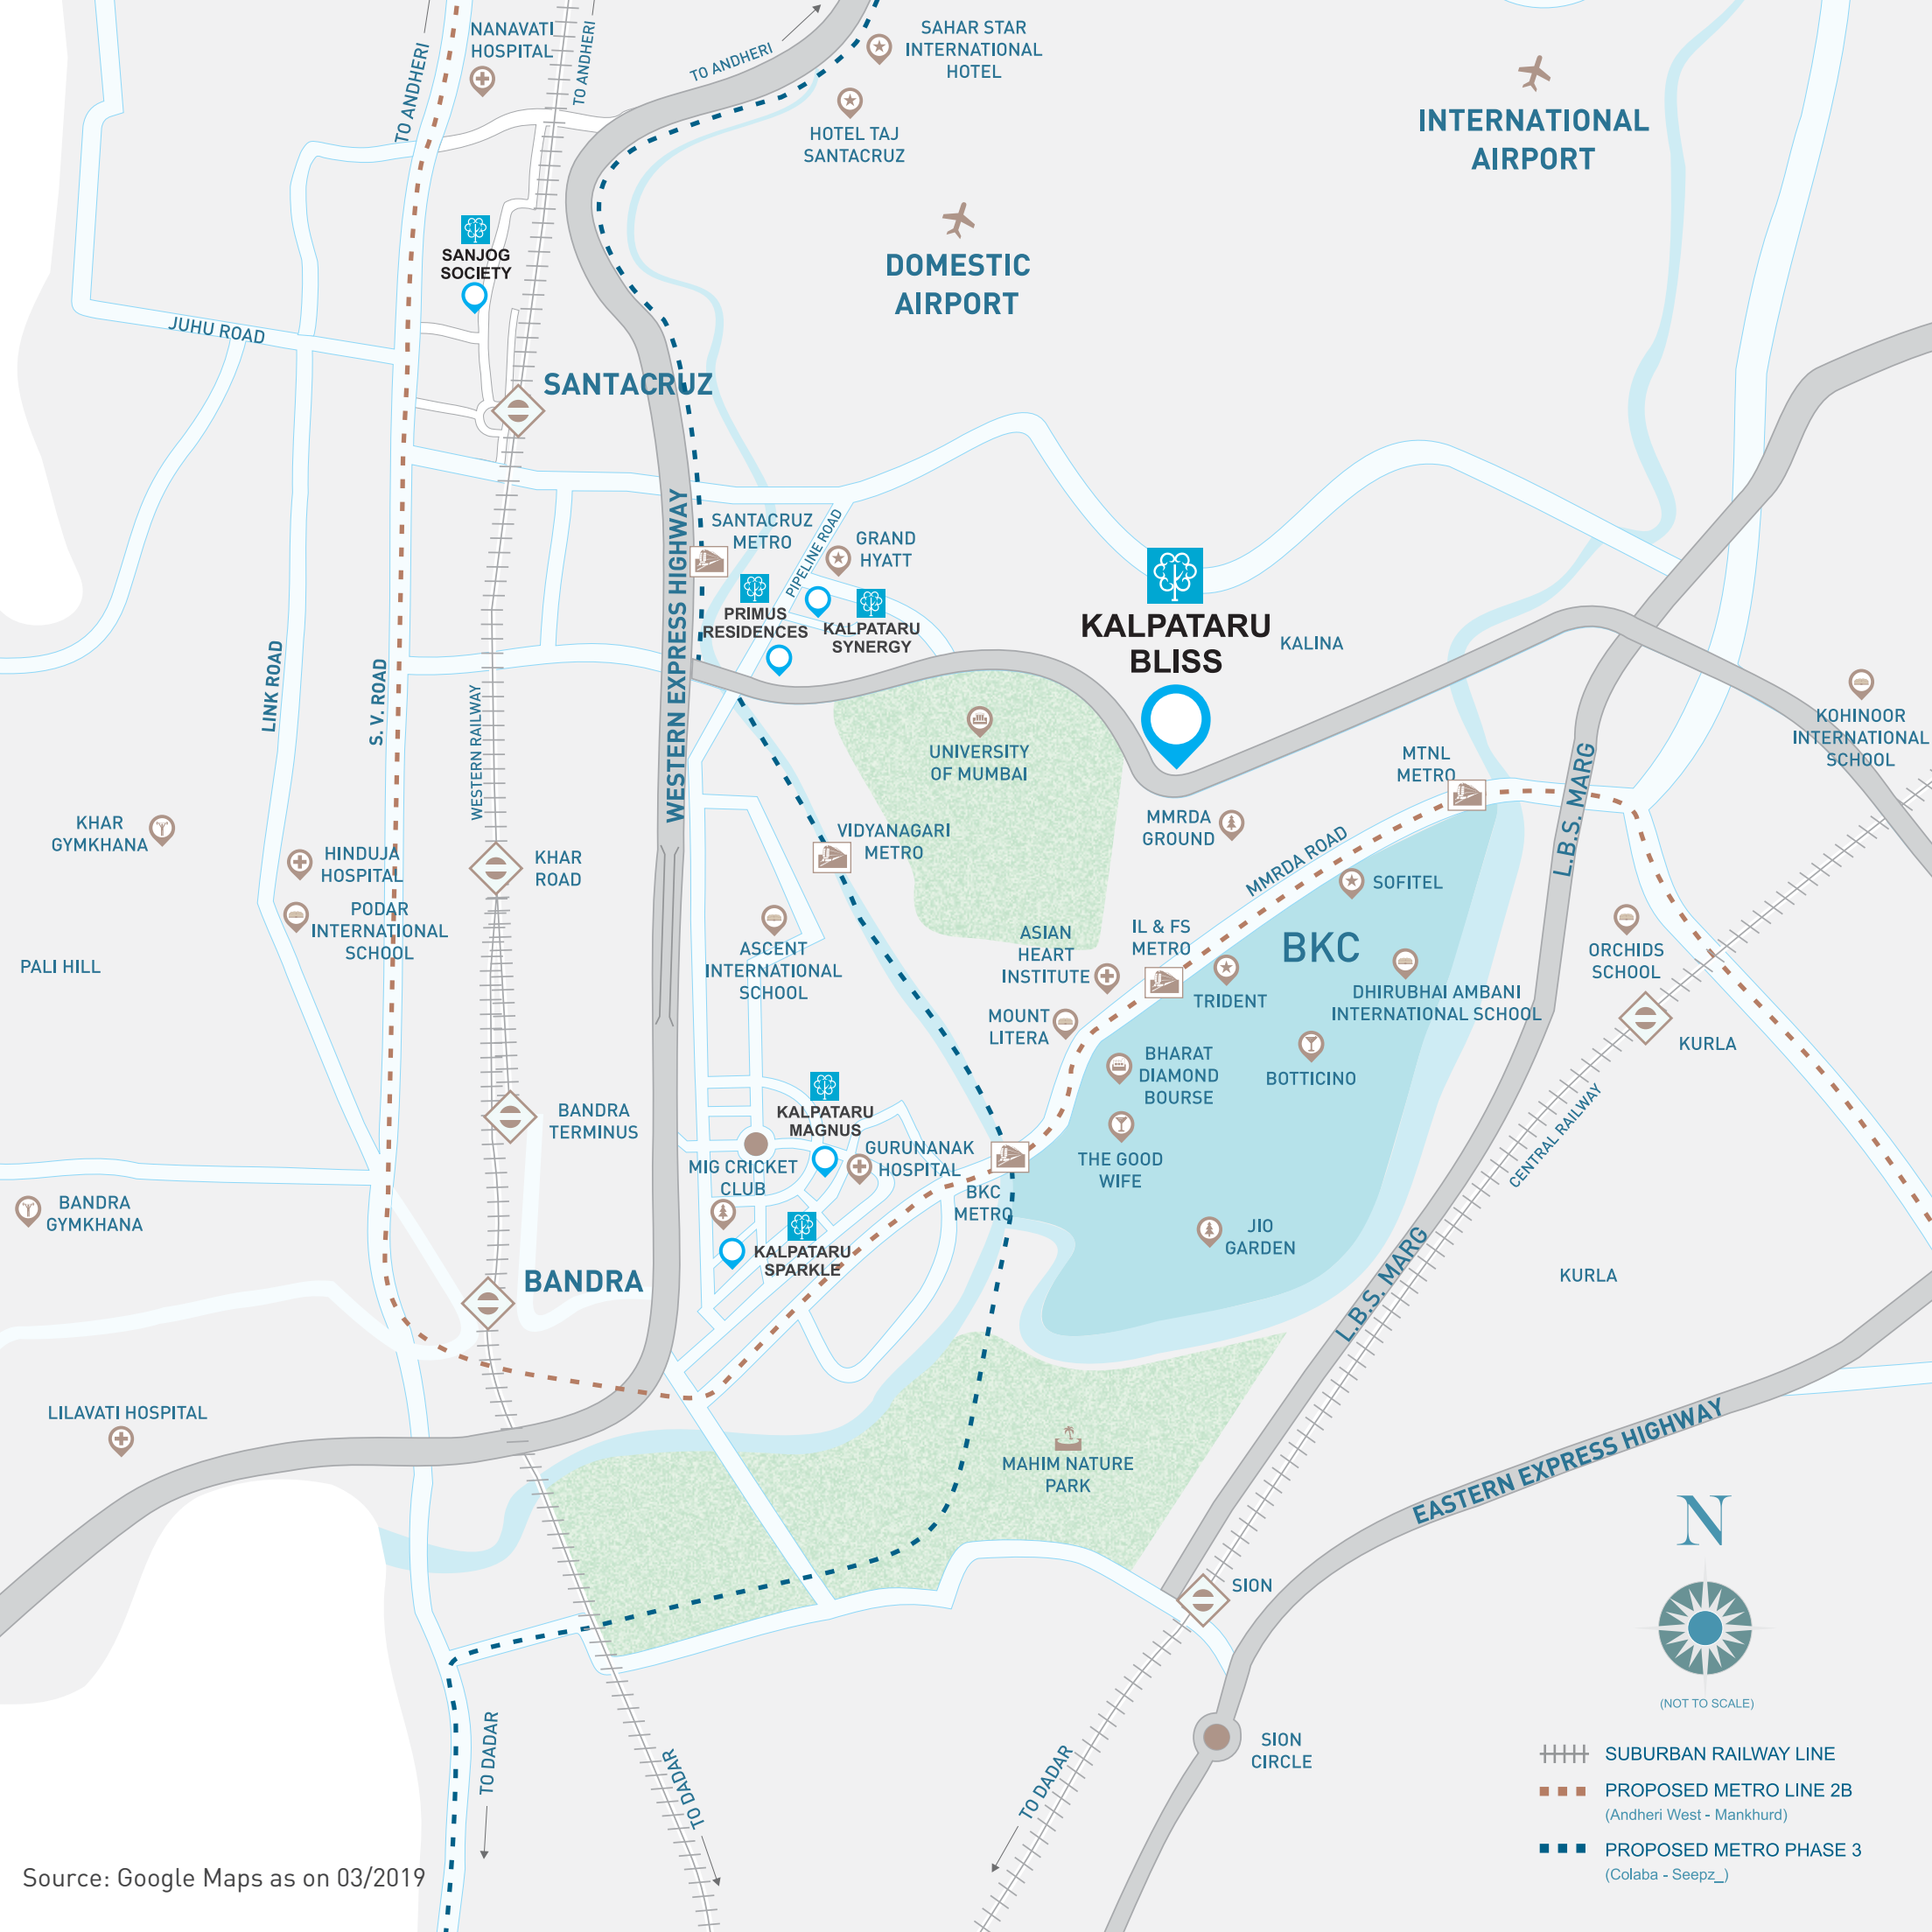 NANAVATI
HOSPITAL
TO ANDHERI
TO ANDHERI
TO ANDHERI
SAHAR STAR
INTERNATIONAL
HOTEL
HOTEL TAJ
SANTACRUZ
INTERNATIONAL
AIRPORT
DOMESTIC
AIRPORT
SANJOG
SOCIETY
JUHU ROAD
SANTACRUZ
SANTACRUZ
METRO
PIPELINE ROAD
GRAND
HYATT
PRIMUS
RESIDENCES
KALPATARU
SYNERGY
KALPATARU
BLISS
KALINA
LINK ROAD
S. V. ROAD
WESTERN RAILWAY
WESTERN EXPRESS HIGHWAY
UNIVERSITY
OF MUMBAI
MTNL
METRO
L.B.S. MARG
KOHINOOR
INTERNATIONAL
SCHOOL
KHAR
GYMKHANA
HINDUJA
HOSPITAL
KHAR
ROAD
VIDYANAGARI
METRO
MMRDA
GROUND
MMRDA ROAD
SOFITEL
PODAR
INTERNATIONAL
SCHOOL
PALI HILL
ASCENT
INTERNATIONAL
SCHOOL
ASIAN
HEART
INSTITUTE
IL & FS
METRO
BKC
TRIDENT
DHIRUBHAI AMBANI
INTERNATIONAL SCHOOL
ORCHIDS
SCHOOL
MOUNT
LITERA
KURLA
BHARAT
DIAMOND
BOURSE
BOTTICINO
BANDRA
TERMINUS
KALPATARU
MAGNUS
GURUNANAK
HOSPITAL
MIG CRICKET
CLUB
THE GOOD
WIFE
CENTRAL RAILWAY
BANDRA
GYMKHANA
BKC
METRO
JIO
GARDEN
KALPATARU
SPARKLE
BANDRA
L.B.S. MARG
KURLA
LILAVATI HOSPITAL
MAHIM NATURE
PARK
EASTERN EXPRESS HIGHWAY
N
SION
(NOT TO SCALE)
TO DADAR
TO DADAR
TO DADAR
SION
CIRCLE
SUBURBAN RAILWAY LINE
PROPOSED METRO LINE 2B
(Andheri West - Mankhurd)
PROPOSED METRO PHASE 3
(Colaba - Seepz_)
Source: Google Maps as on 03/2019